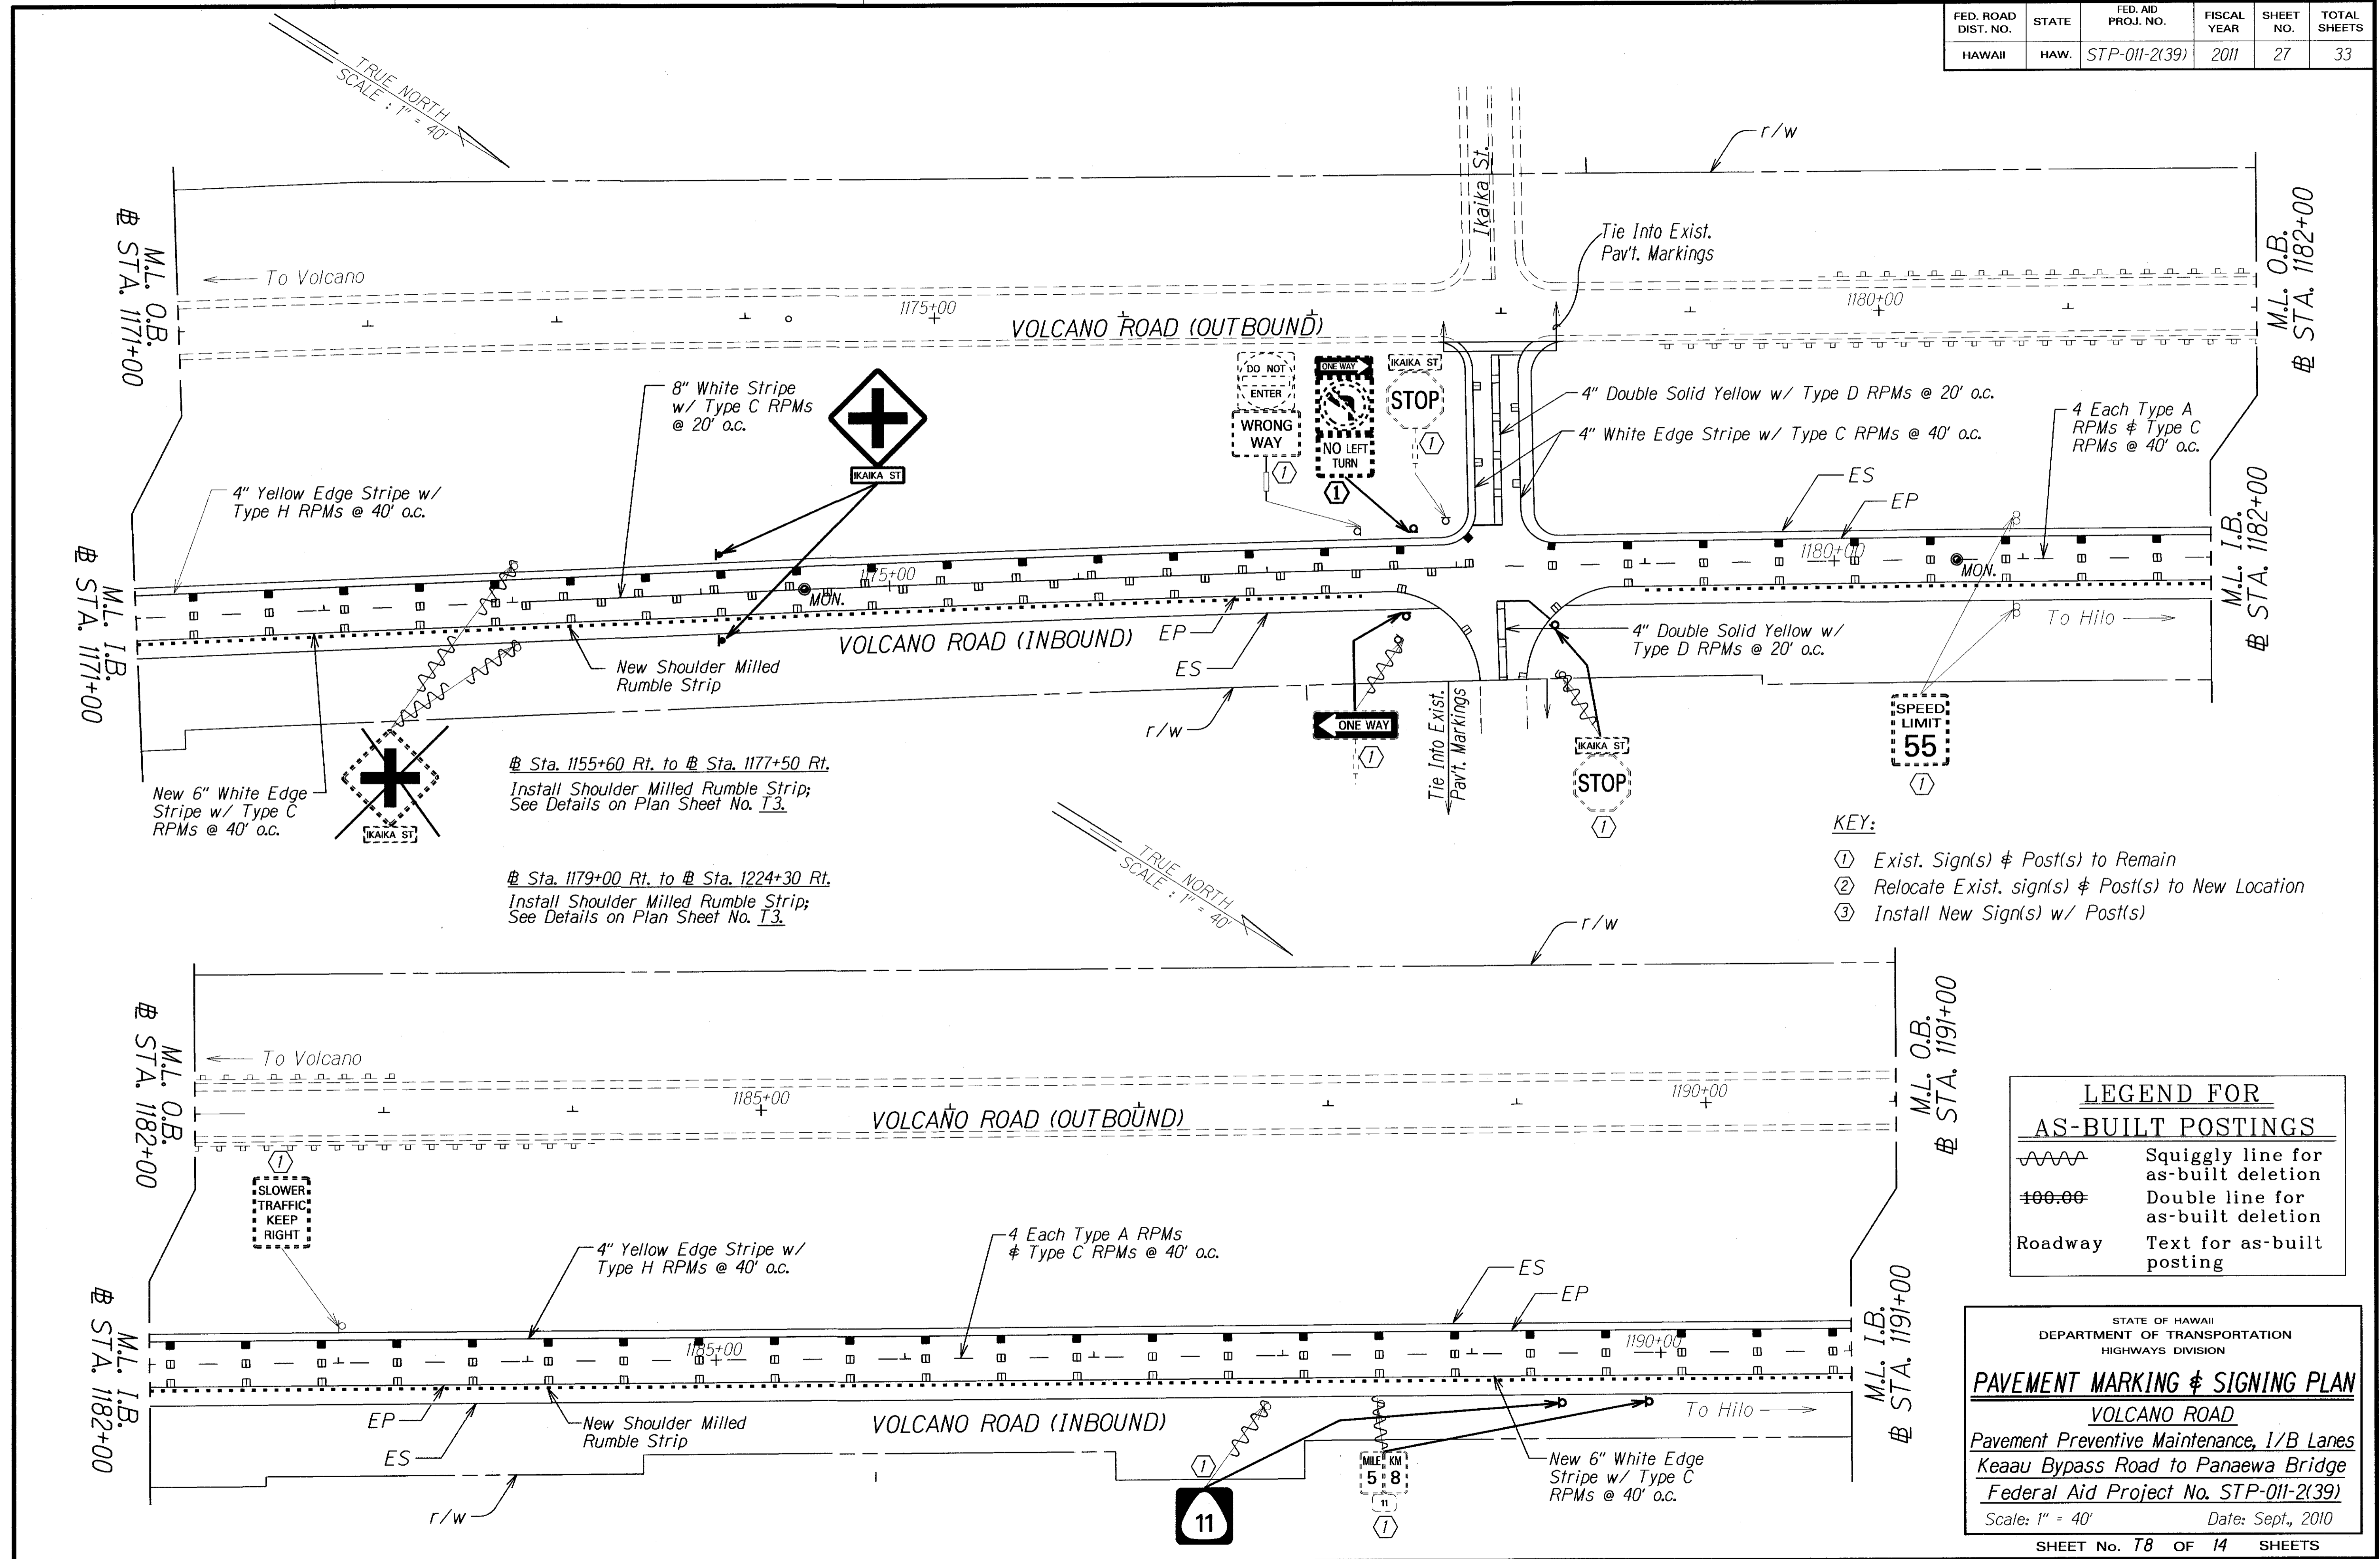 FED. ROAD DIST. NO. STATE FED. AID PROJ. NO. FISCAL YEAR SHEET NO. TOTAL SHEETS
HAWAII HAW. STP-011-2(39) 2011 27 33
TRUE NORTH
SCALE : 1" = 40'
r/w
Ikaika St.
Tie Into Exist.
Pav't. Markings
M.L. O.B.
℄ STA. 1171+00
M.L. O.B.
℄ STA. 1182+00
To Volcano
1175+00
1180+00
VOLCANO ROAD (OUTBOUND)
8" White Stripe
w/ Type C RPMs
@ 20' o.c.
IKAIKA ST
DO NOT
ENTER
WRONG
WAY
1
ONE WAY
NO LEFT
TURN
1
IKAIKA ST
STOP
1
4" Double Solid Yellow w/ Type D RPMs @ 20' o.c.
4" White Edge Stripe w/ Type C RPMs @ 40' o.c.
4 Each Type A
RPMs & Type C
RPMs @ 40' o.c.
ES
EP
4" Yellow Edge Stripe w/
Type H RPMs @ 40' o.c.
1175+00
MON.
1180+00
MON.
M.L. I.B.
℄ STA. 1171+00
M.L. I.B.
℄ STA. 1182+00
VOLCANO ROAD (INBOUND)
EP
ES
To Hilo
New Shoulder Milled
Rumble Strip
4" Double Solid Yellow w/
Type D RPMs @ 20' o.c.
r/w
ONE WAY
1
Tie Into Exist.
Pav't. Markings
IKAIKA ST
STOP
1
SPEED
LIMIT
55
1
New 6" White Edge
Stripe w/ Type C
RPMs @ 40' o.c.
IKAIKA ST
℄ Sta. 1155+60 Rt. to ℄ Sta. 1177+50 Rt.
Install Shoulder Milled Rumble Strip;
See Details on Plan Sheet No. T3.
℄ Sta. 1179+00 Rt. to ℄ Sta. 1224+30 Rt.
Install Shoulder Milled Rumble Strip;
See Details on Plan Sheet No. T3.
KEY:
1 Exist. Sign(s) & Post(s) to Remain
2 Relocate Exist. sign(s) & Post(s) to New Location
3 Install New Sign(s) w/ Post(s)
TRUE NORTH
SCALE : 1" = 40'
r/w
M.L. O.B.
℄ STA. 1182+00
M.L. O.B.
℄ STA. 1191+00
To Volcano
1185+00
1190+00
VOLCANO ROAD (OUTBOUND)
1
SLOWER
TRAFFIC
KEEP
RIGHT
4" Yellow Edge Stripe w/
Type H RPMs @ 40' o.c.
4 Each Type A RPMs
& Type C RPMs @ 40' o.c.
ES
EP
M.L. I.B.
℄ STA. 1182+00
M.L. I.B.
℄ STA. 1191+00
1185+00
1190+00
EP
ES
New Shoulder Milled
Rumble Strip
VOLCANO ROAD (INBOUND)
To Hilo
r/w
1
11
MILE 5
KM 8
11
1
New 6" White Edge
Stripe w/ Type C
RPMs @ 40' o.c.
LEGEND FOR
AS-BUILT POSTINGS
Squiggly line for
as-built deletion
100.00 Double line for
as-built deletion
Roadway Text for as-built
posting
STATE OF HAWAII
DEPARTMENT OF TRANSPORTATION
HIGHWAYS DIVISION
PAVEMENT MARKING & SIGNING PLAN
VOLCANO ROAD
Pavement Preventive Maintenance, I/B Lanes
Keaau Bypass Road to Panaewa Bridge
Federal Aid Project No. STP-011-2(39)
Scale: 1" = 40' Date: Sept., 2010
SHEET No. T8 OF 14 SHEETS